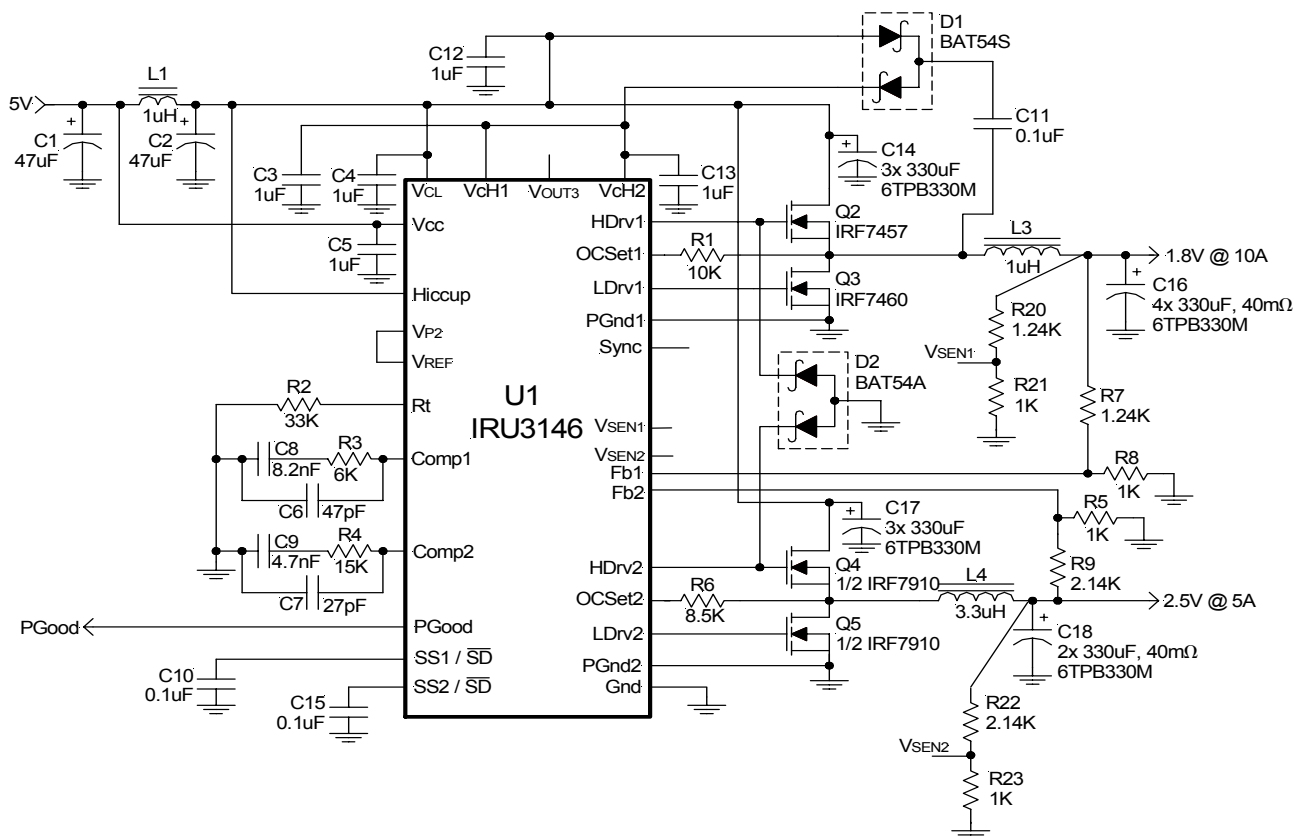 D1
BAT54S
C12
1uF
L1
5V
1uH
C1
47uF
C2
47uF
C11
0.1uF
C3
1uF
C4
1uF
C13
1uF
C14
3x 330uF
6TPB330M
VCL
VcH1
VOUT3
VcH2
Vcc
C5
1uF
HDrv1
Q2
IRF7457
OCSet1
R1
10K
L3
1uH
1.8V @ 10A
Hiccup
LDrv1
Q3
IRF7460
C16
4x 330uF, 40mΩ
6TPB330M
PGnd1
R20
1.24K
VP2
VREF
Sync
VSEN1
D2
BAT54A
R21
1K
R7
1.24K
R2
33K
Rt
U1
IRU3146
VSEN1
VSEN2
C8
8.2nF
R3
6K
Comp1
Fb1
Fb2
R8
1K
C6
47pF
C17
3x 330uF
6TPB330M
R5
1K
C9
4.7nF
R4
15K
Comp2
HDrv2
Q4
1/2 IRF7910
R9
2.14K
C7
27pF
OCSet2
R6
8.5K
L4
3.3uH
2.5V @ 5A
PGood
PGood
LDrv2
Q5
1/2 IRF7910
C18
2x 330uF, 40mΩ
6TPB330M
SS1 / SD
PGnd2
C10
0.1uF
SS2 / SD
Gnd
C15
0.1uF
R22
2.14K
VSEN2
R23
1K